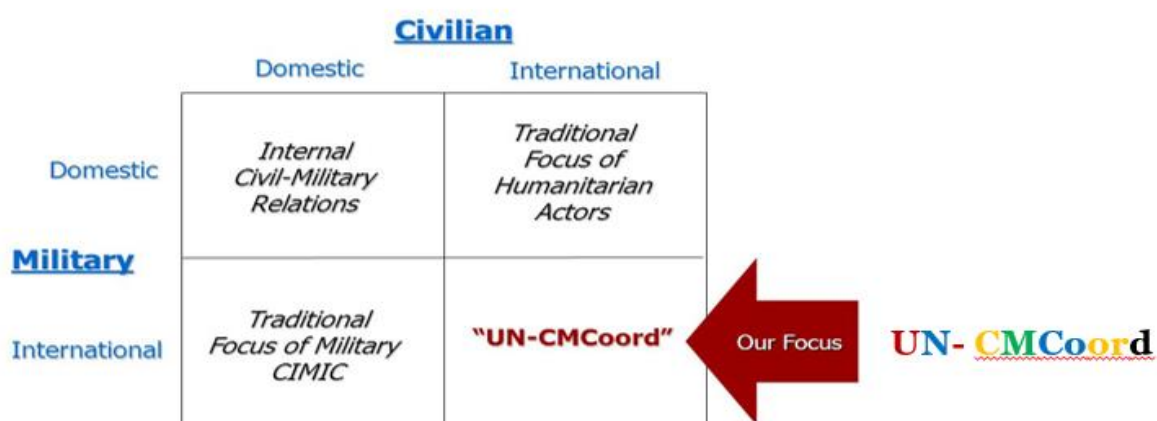 Civilian
Domestic
International
Domestic
Internal
Civil-Military
Relations
Traditional
Focus of
Humanitarian
Actors
Military
International
Traditional
Focus of Military
CIMIC
“UN-CMCoord”
Our Focus
UN- CMCoord